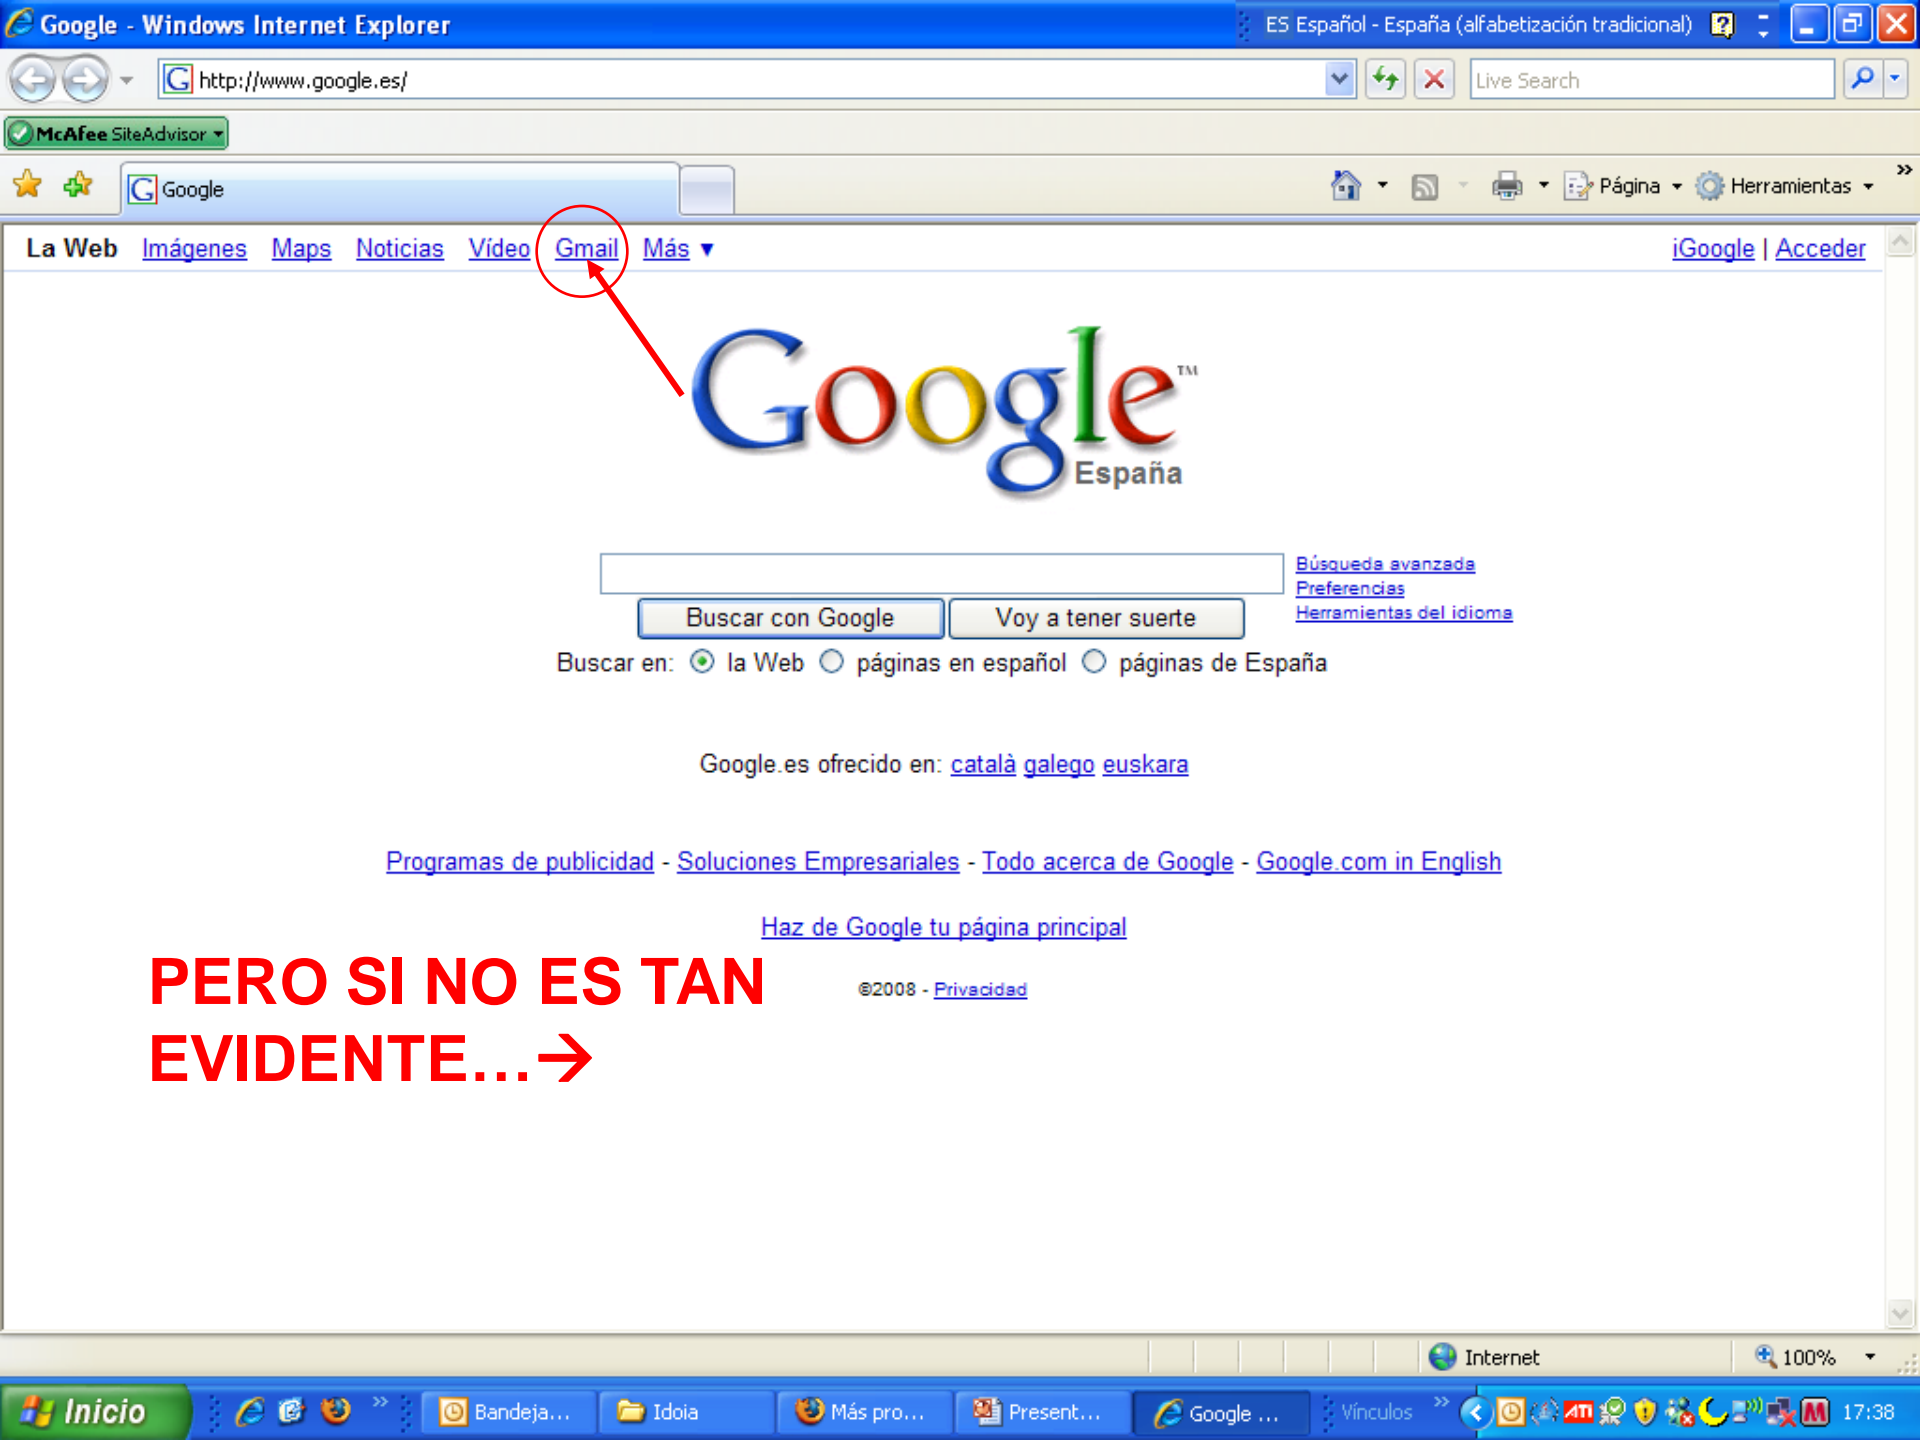 Google - Windows Internet Explorer
ES Español - España (alfabetización tradicional)
http://www.google.es/
Live Search
McAfee SiteAdvisor
Google
Página
Herramientas
La Web Imágenes Maps Noticias Vídeo Gmail Más ▼
iGoogle | Acceder
Google™
España
Búsqueda avanzada
Preferencias
Herramientas del idioma
Buscar con Google
Voy a tener suerte
Buscar en: la Web páginas en español páginas de España
Google.es ofrecido en: català galego euskara
Programas de publicidad - Soluciones Empresariales - Todo acerca de Google - Google.com in English
Haz de Google tu página principal
©2008 - Privacidad
PERO SI NO ES TAN
EVIDENTE…→
Internet
100%
Inicio
Bandeja...
Idoia
Más pro...
Present...
Google ...
Vínculos
ATI
17:38